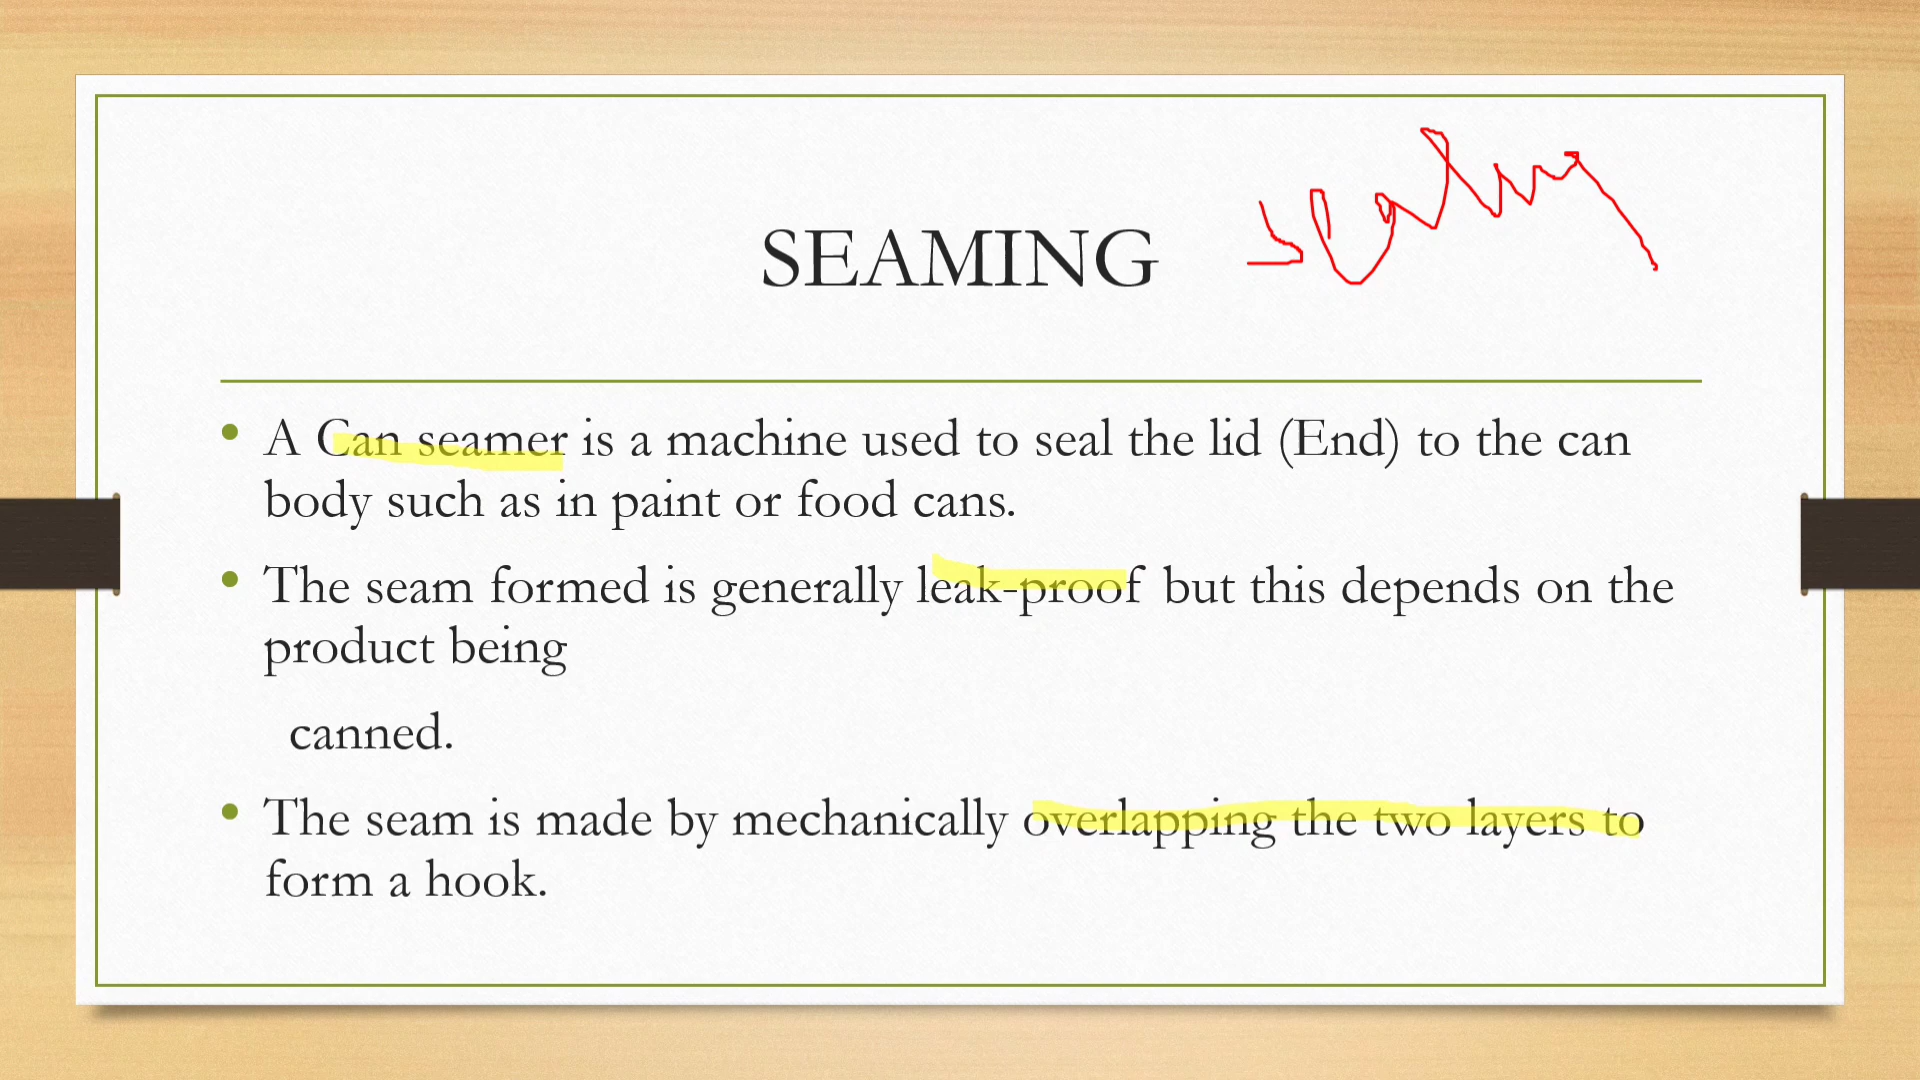 SEAMING
sealing
• A Can seamer is a machine used to seal the lid (End) to the can
body such as in paint or food cans.
• The seam formed is generally leak-proof but this depends on the
product being
canned.
• The seam is made by mechanically overlapping the two layers to
form a hook.